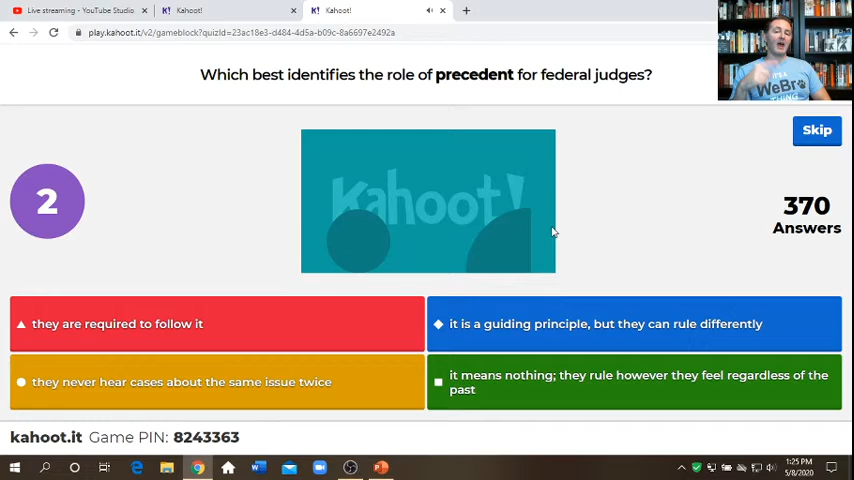 Live streaming - YouTube Studio
Kahoot!
Kahoot!
play.kahoot.it/v2/gameblock?quizId=23ac18e3-d484-4d5a-b09c-8a6697e2492a
Which best identifies the role of precedent for federal judges?
IT'S A
WeBro
THING
Skip
2
Kahoot!
370
Answers
they are required to follow it
it is a guiding principle, but they can rule differently
they never hear cases about the same issue twice
it means nothing; they rule however they feel regardless of the
past
kahoot.it Game PIN: 8243363
1:25 PM
5/8/2020